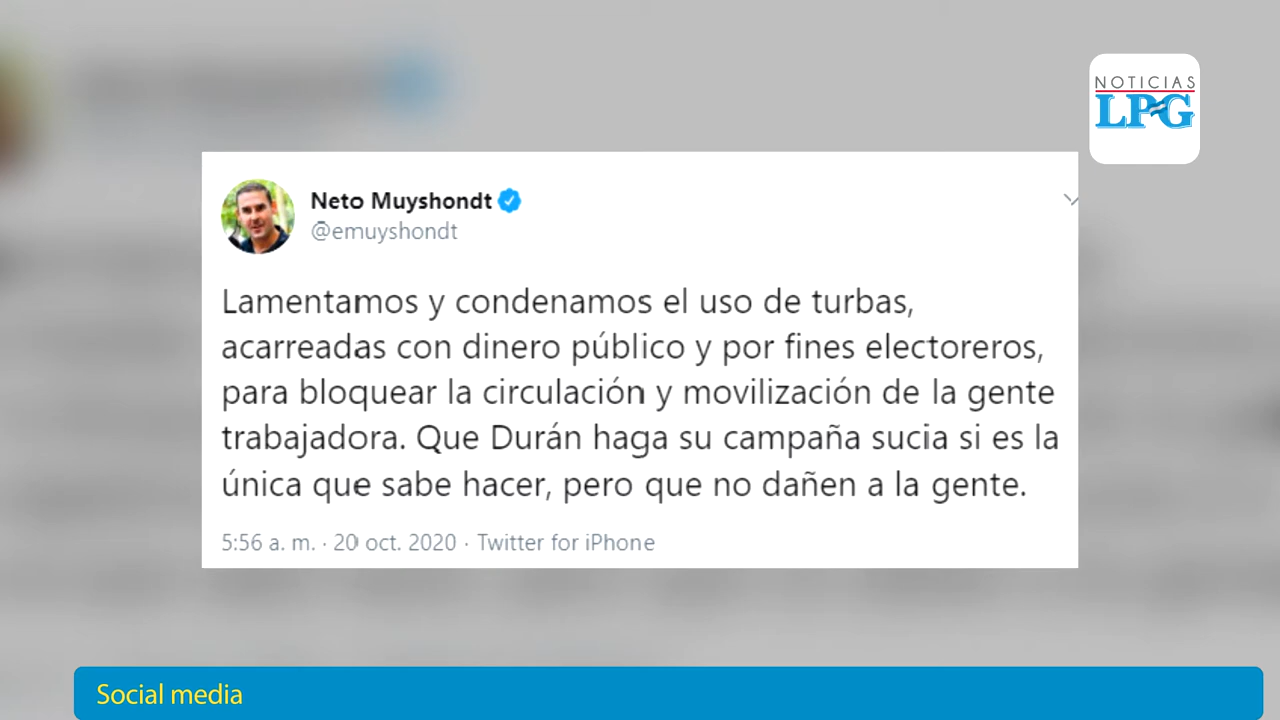 NOTICIAS
LPG
Neto Muyshondt
@emuyshondt
Lamentamos y condenamos el uso de turbas,
acarreadas con dinero público y por fines electoreros,
para bloquear la circulación y movilización de la gente
trabajadora. Que Durán haga su campaña sucia si es la
única que sabe hacer, pero que no dañen a la gente.
5:56 a. m. · 20 oct. 2020 · Twitter for iPhone
Social media